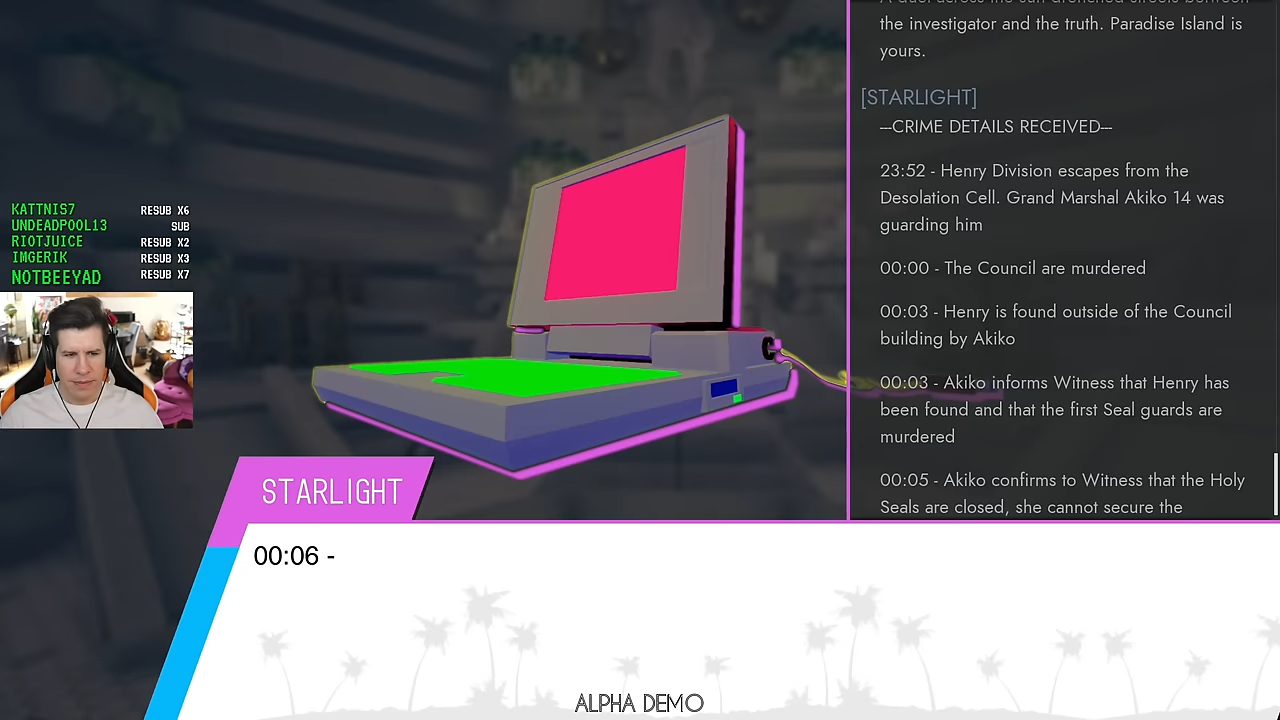 the investigator and the truth. Paradise Island is
yours.
[STARLIGHT]
---CRIME DETAILS RECEIVED---
23:52 - Henry Division escapes from the
Desolation Cell. Grand Marshal Akiko 14 was
guarding him
00:00 - The Council are murdered
00:03 - Henry is found outside of the Council
building by Akiko
00:03 - Akiko informs Witness that Henry has
been found and that the first Seal guards are
murdered
00:05 - Akiko confirms to Witness that the Holy
Seals are closed, she cannot secure the
KATTNIS7 RESUB X6
UNDEADPOOL13 SUB
RIOTJUICE RESUB X2
IMGERIK RESUB X3
NOTBEEYAD RESUB X7
STARLIGHT
00:06 -
ALPHA DEMO